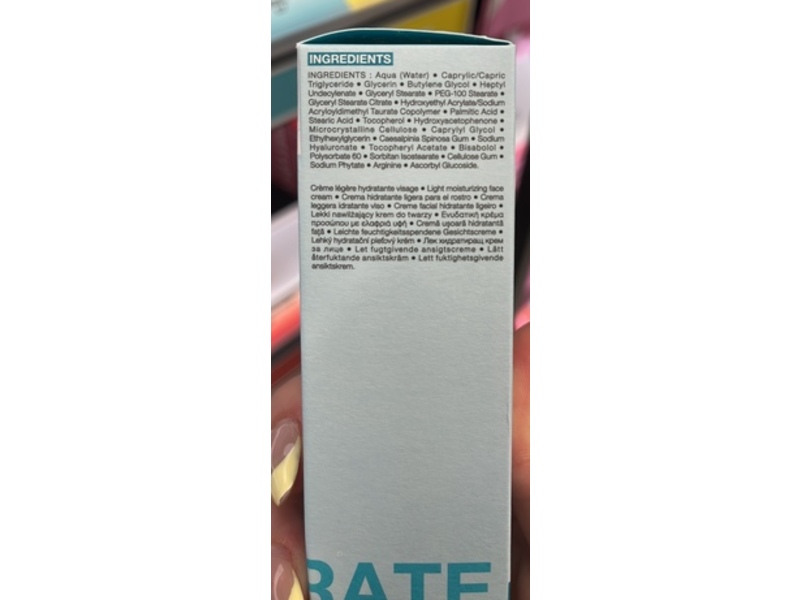 INGREDIENTS
INGREDIENTS : Aqua (Water) • Caprylic/Capric
Triglyceride • Glycerin • Butylene Glycol • Heptyl
Undecylenate • Glyceryl Stearate • PEG-100 Stearate •
Glyceryl Stearate Citrate • Hydroxyethyl Acrylate/Sodium
Acryloyldimethyl Taurate Copolymer • Palmitic Acid •
Stearic Acid • Tocopherol • Hydroxyacetophenone •
Microcrystalline Cellulose • Caprylyl Glycol •
Ethylhexylglycerin • Caesalpinia Spinosa Gum • Sodium
Hyaluronate • Tocopheryl Acetate • Bisabolol •
Polysorbate 60 • Sorbitan Isostearate • Cellulose Gum •
Sodium Phytate • Arginine • Ascorbyl Glucoside.
Crème légère hydratante visage • Light moisturizing face
cream • Crema hidratante ligera para el rostro • Crema
leggera idratante viso • Creme facial hidratante ligeiro •
Lekki nawilżający krem do twarzy • Ενυδατική κρέμα
προσώπου με ελαφριά υφή • Cremă ușoară hidratantă
față • Leichte feuchtigkeitsspendene Gesichtscreme •
Lehký hydratační pleťový krém • Лек хидратиращ крем
за лице • Let fugtgivende ansigtscreme • Lätt
återfuktande ansiktskräm • Lett fuktighetsgivende
ansiktskrem.
RATE